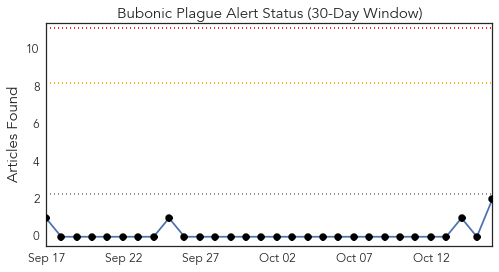 Bubonic Plague Alert Status (30-Day Window)
Articles Found
10
8
6
4
2
0
Sep 17 Sep 22 Sep 27 Oct 02 Oct 07 Oct 12